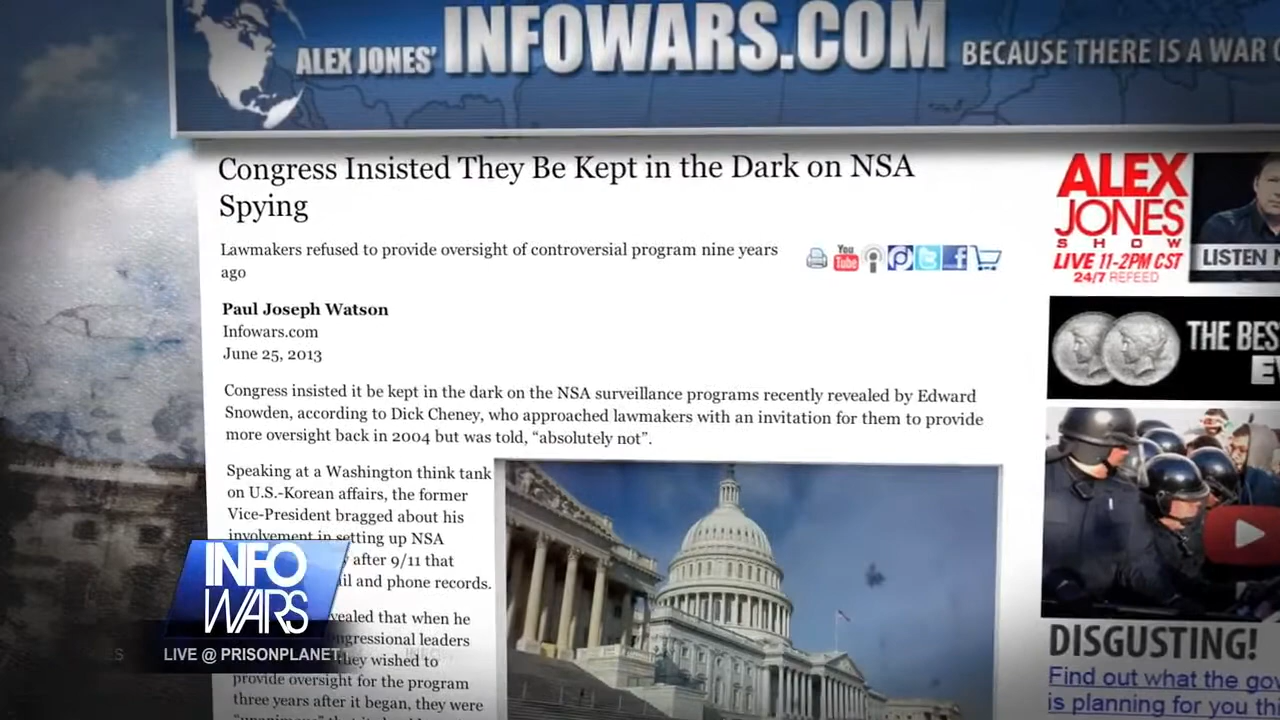 ALEX JONES' INFOWARS.COM BECAUSE THERE IS A WAR
Congress Insisted They Be Kept in the Dark on NSA
Spying
Lawmakers refused to provide oversight of controversial program nine years
ago
You
Tube
Paul Joseph Watson
Infowars.com
June 25, 2013
Congress insisted it be kept in the dark on the NSA surveillance programs recently revealed by Edward
Snowden, according to Dick Cheney, who approached lawmakers with an invitation for them to provide
more oversight back in 2004 but was told, “absolutely not”.
Speaking at a Washington think tank
on U.S.-Korean affairs, the former
Vice-President bragged about his
involvement in setting up NSA
after 9/11 that
and phone records.
when he
leaders
they wished to
provide oversight for the program
three years after it began, they were
ALEX
JONES
SHOW
LIVE 11-2PM CST
24/7 REFEED
LISTEN
THE BES
DISGUSTING!
Find out what the gov
is planning for you th
INFO
WARS
LIVE @ PRISONPLANET